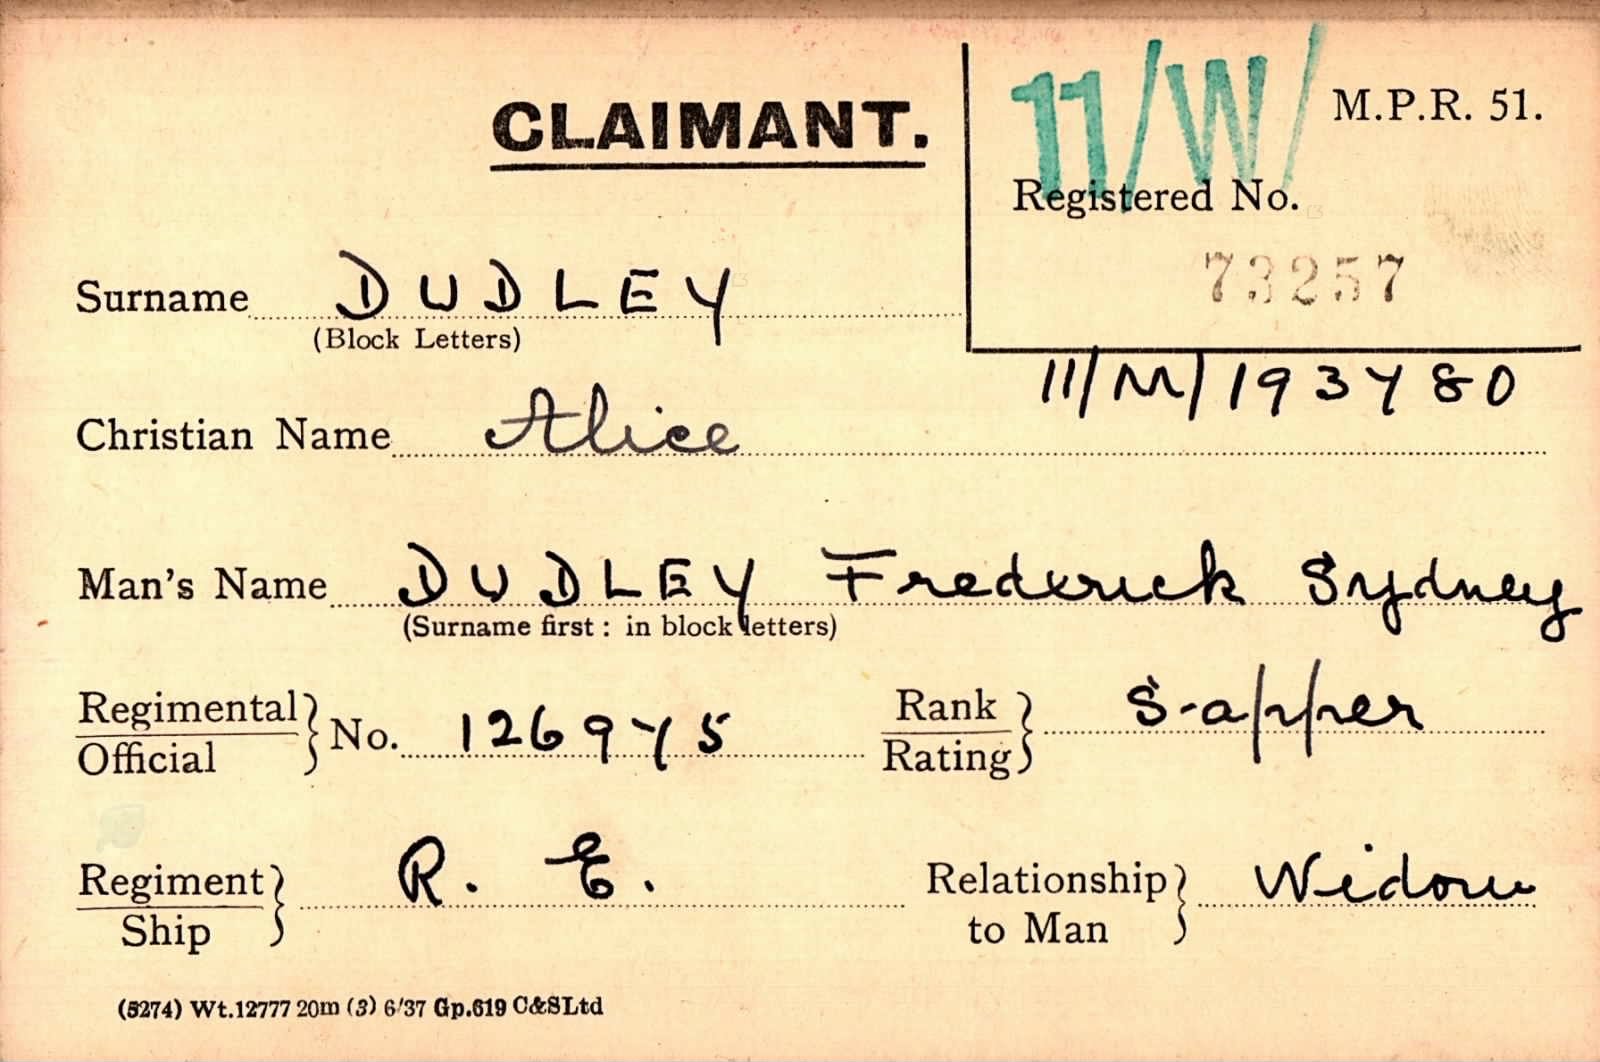 CLAIMANT.
11/W/ M.P.R. 51.
Registered No.
73257
Surname DUDLEY
(Block Letters)
11/M/193780
Christian Name Alice
Man's Name DUDLEY Frederick Sydney
(Surname first : in block letters)
Regimental
Official } No. 126975
Rank
Rating } Sapper
Regiment
Ship } R. E.
Relationship
to Man } Widow
(5274) Wt.12777 20m (3) 6/37 Gp.619 C&SLtd